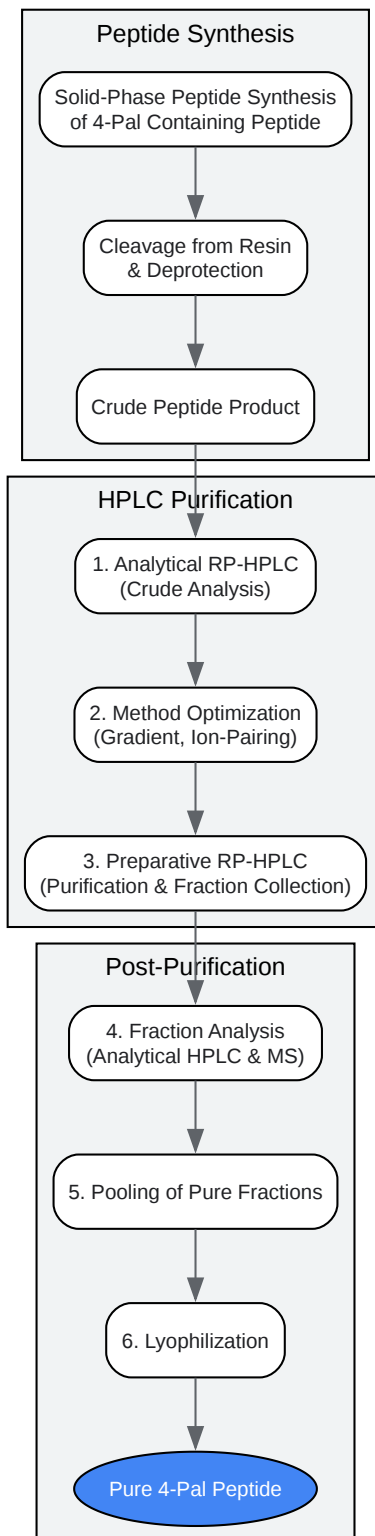 Peptide Synthesis
Solid-Phase Peptide Synthesis
of 4-Pal Containing Peptide
Cleavage from Resin
& Deprotection
Crude Peptide Product
HPLC Purification
1. Analytical RP-HPLC
(Crude Analysis)
2. Method Optimization
(Gradient, Ion-Pairing)
3. Preparative RP-HPLC
(Purification & Fraction Collection)
Post-Purification
4. Fraction Analysis
(Analytical HPLC & MS)
5. Pooling of Pure Fractions
6. Lyophilization
Pure 4-Pal Peptide